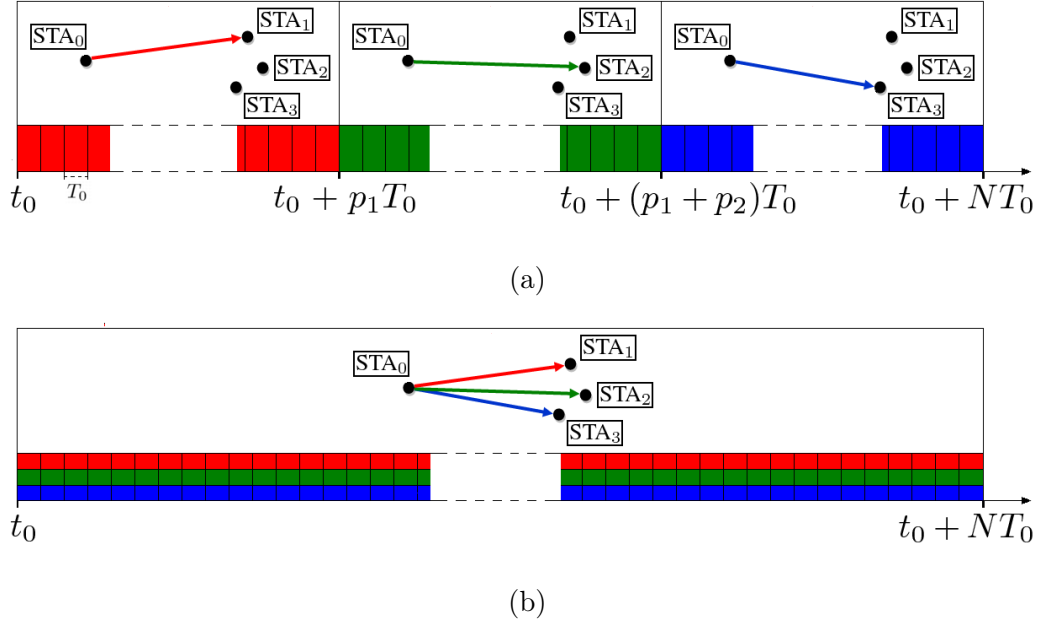 STA₀ STA₁ STA₂ STA₃
STA₀ STA₁ STA₂ STA₃
STA₀ STA₁ STA₂ STA₃
T₀
t₀ t₀ + p₁T₀ t₀ + (p₁ + p₂)T₀ t₀ + NT₀
(a)
STA₀ STA₁ STA₂ STA₃
t₀ t₀ + NT₀
(b)